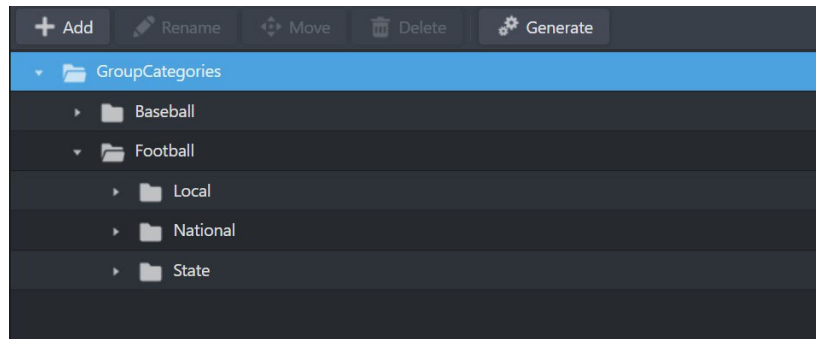 Add Rename Move Delete Generate
GroupCategories
Baseball
Football
Local
National
State